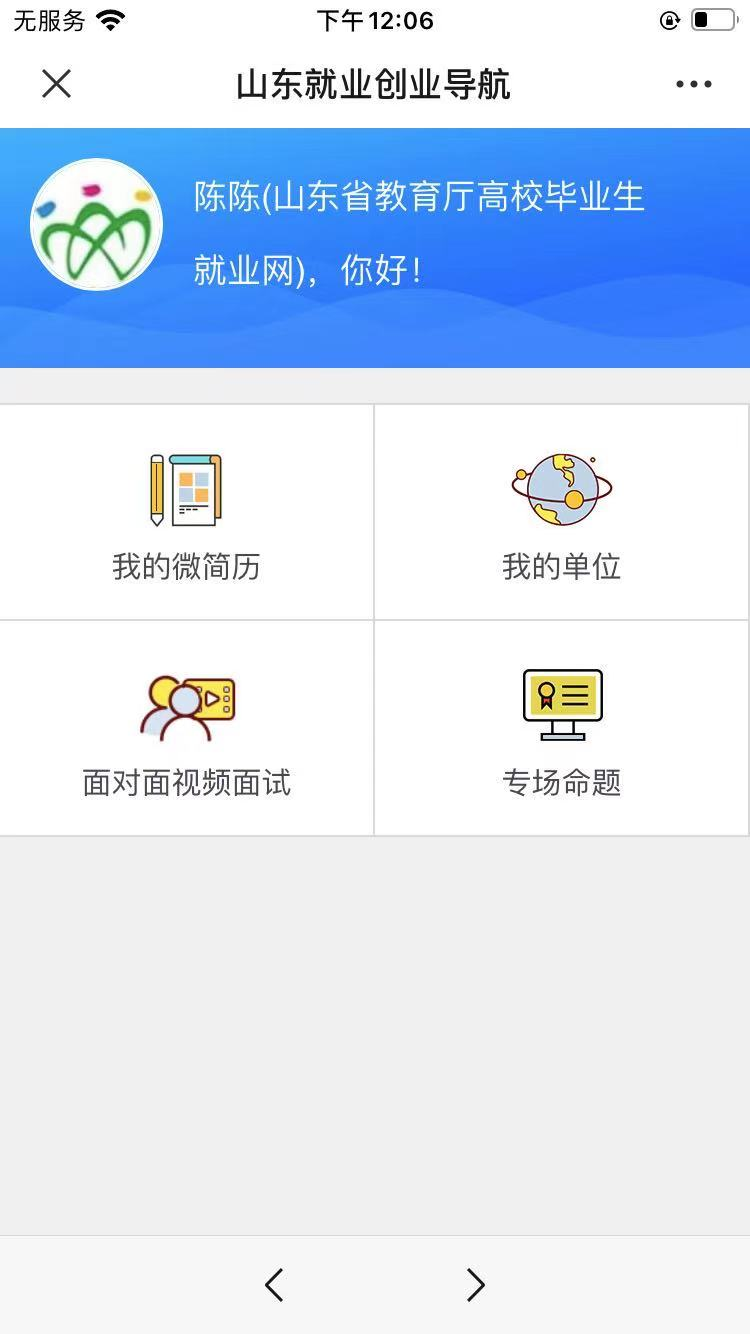 无服务 下午12:06
山东就业创业导航
陈陈(山东省教育厅高校毕业生
就业网)，你好！
我的微简历 我的单位
面对面视频面试 专场命题